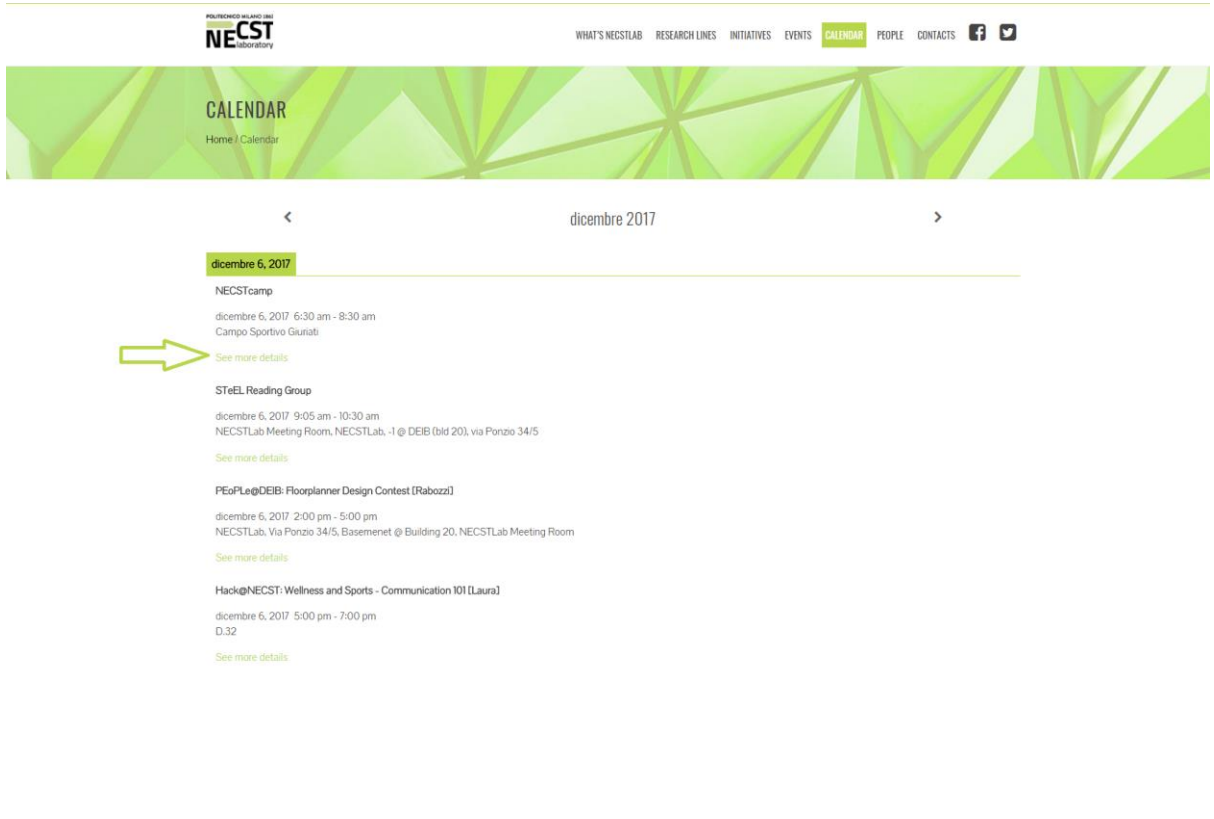 POLITECNICO MILANO 1861
NECST
laboratory
WHAT'S NECSTLAB RESEARCH LINES INITIATIVES EVENTS CALENDAR PEOPLE CONTACTS
CALENDAR
Home / Calendar
dicembre 2017
dicembre 6, 2017
NECSTcamp
dicembre 6, 2017 6:30 am - 8:30 am
Campo Sportivo Giuriati
See more details
STeEL Reading Group
dicembre 6, 2017 9:05 am - 10:30 am
NECSTLab Meeting Room, NECSTLab, -1 @ DEIB (bld 20), via Ponzio 34/5
See more details
PEoPLe@DEIB: Floorplanner Design Contest [Rabozzi]
dicembre 6, 2017 2:00 pm - 5:00 pm
NECSTLab, Via Ponzio 34/5, Basemenet @ Building 20, NECSTLab Meeting Room
See more details
Hack@NECST: Wellness and Sports - Communication 101 [Laura]
dicembre 6, 2017 5:00 pm - 7:00 pm
D.32
See more details